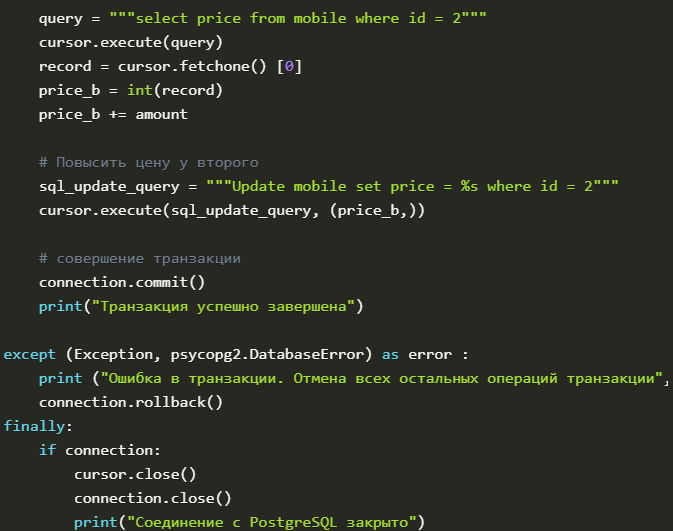 query = """select price from mobile where id = 2"""
cursor.execute(query)
record = cursor.fetchone() [0]
price_b = int(record)
price_b += amount
# Повысить цену у второго
sql_update_query = """Update mobile set price = %s where id = 2"""
cursor.execute(sql_update_query, (price_b,))
# совершение транзакции
connection.commit()
print("Транзакция успешно завершена")
except (Exception, psycopg2.DatabaseError) as error :
print ("Ошибка в транзакции. Отмена всех остальных операций транзакции",
connection.rollback()
finally:
if connection:
cursor.close()
connection.close()
print("Соединение с PostgreSQL закрыто")